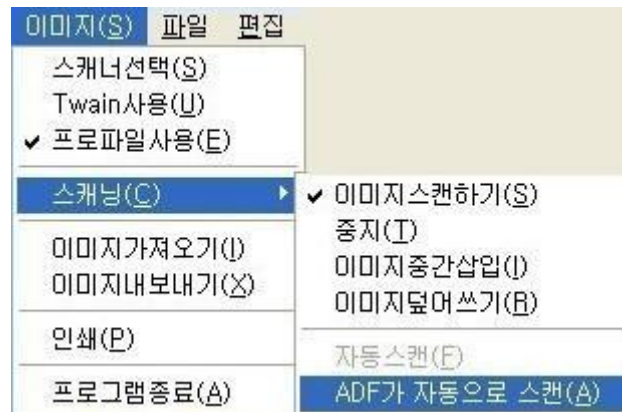 이미지(S) 파일 편집
스캐너선택(S)
Twain사용(U)
프로파일사용(E)
스캐닝(C)
이미지가져오기(I)
이미지내보내기(X)
인쇄(P)
프로그램종료(A)
이미지스캔하기(S)
중지(T)
이미지중간삽입(I)
이미지덮어쓰기(R)
자동스캔(F)
ADF가 자동으로 스캔(A)